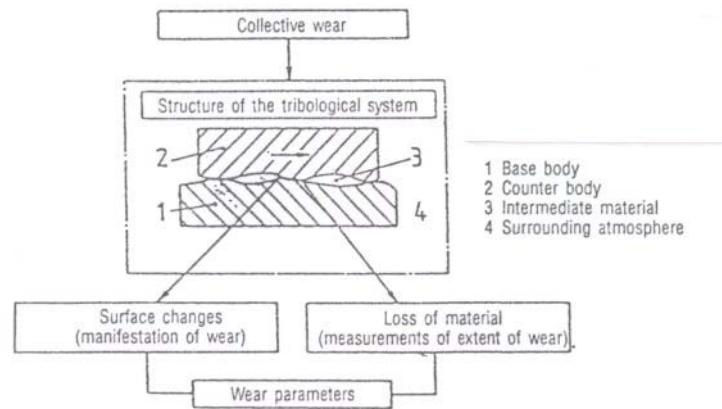 Collective wear
Structure of the tribological system
2
3
1
4
1 Base body
2 Counter body
3 Intermediate material
4 Surrounding atmosphere
Surface changes
(manifestation of wear)
Loss of material
(measurements of extent of wear)
Wear parameters